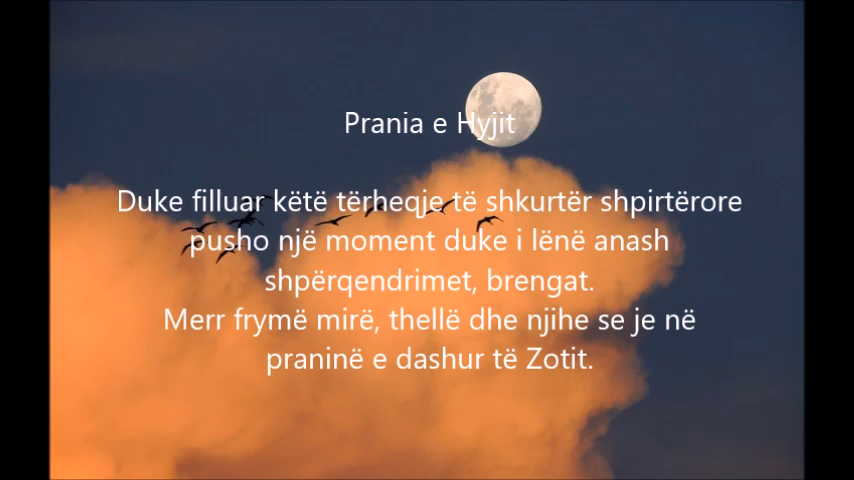 Prania e Hyjit
Duke filluar këtë tërheqje të shkurtër shpirtërore
pusho një moment duke i lënë anash
shpërqendrimet, brengat.
Merr frymë mirë, thellë dhe njihe se je në
praninë e dashur të Zotit.